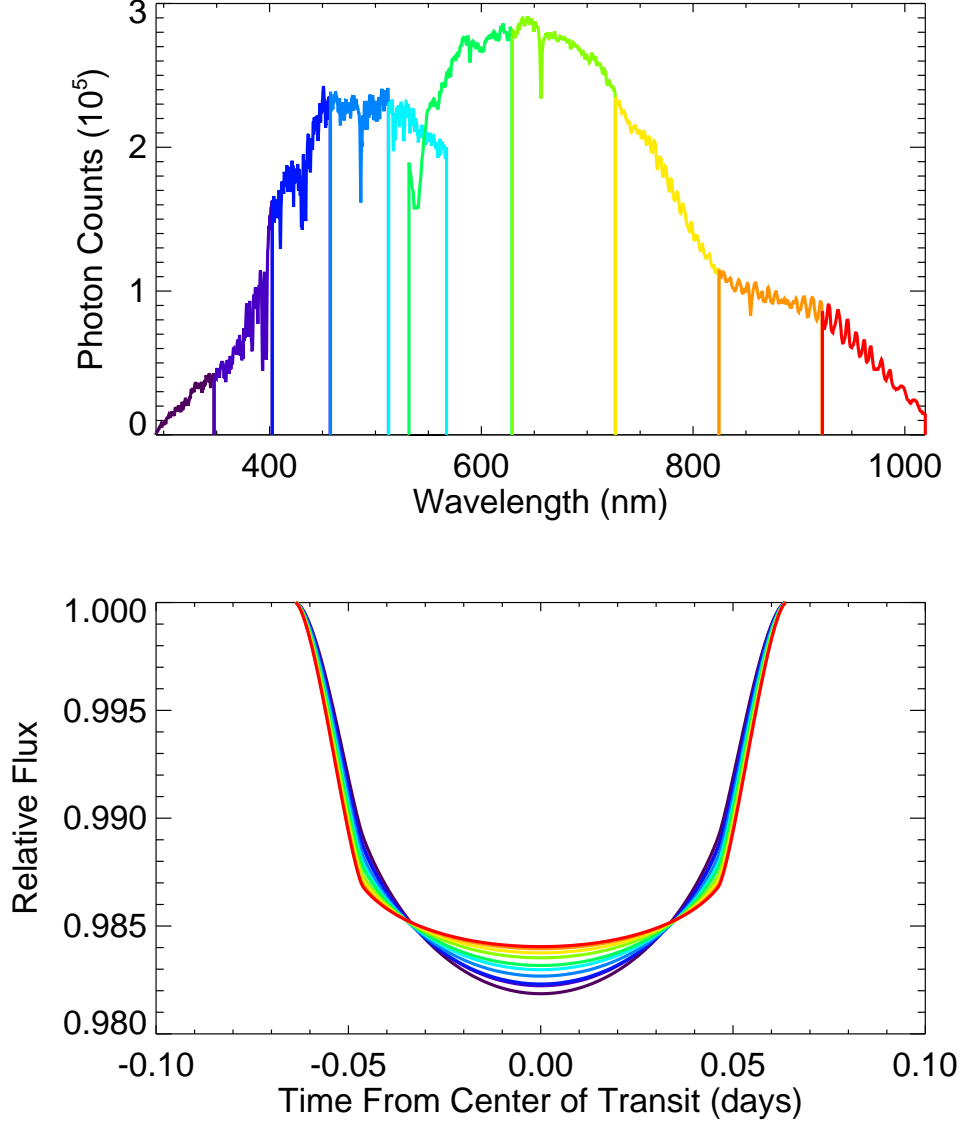 3
2
1
0
Photon Counts (10⁵)
400 600 800 1000
Wavelength (nm)
1.000
0.995
0.990
0.985
0.980
Relative Flux
-0.10 -0.05 0.00 0.05 0.10
Time From Center of Transit (days)